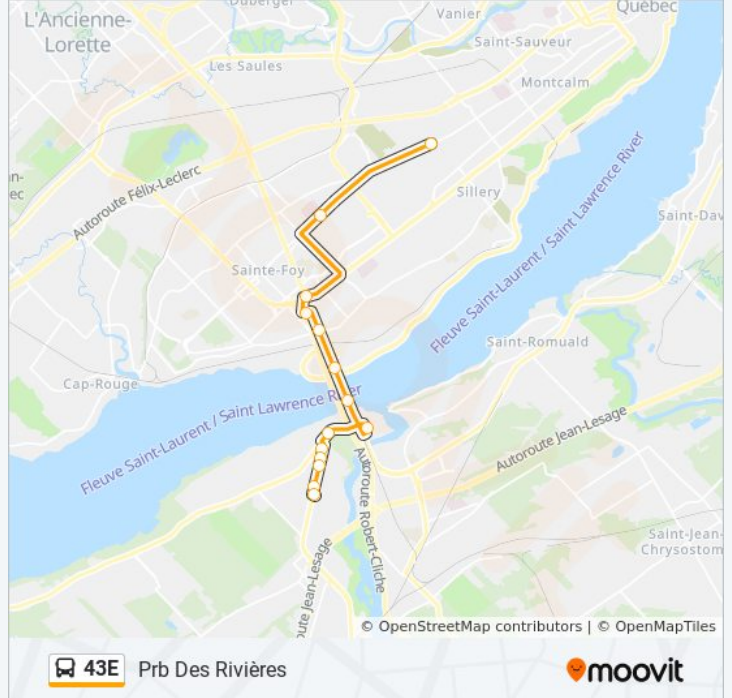 Duberger
Québec
L'Ancienne-
Lorette
Vanier
Saint-Sauveur
Les Saules
Montcalm
Autoroute Félix-Leclerc
Sillery
Fleuve Saint-Laurent / Saint Lawrence River
Saint-Dav
Sainte-Foy
Saint-Romuald
Cap-Rouge
Fleuve Saint-Laurent / Saint Lawrence River
Autoroute Jean-Lesage
Autoroute Robert-Cliche
oute Jean-Lesage
Saint-Jean-
Chrysostom
© OpenStreetMap contributors | © OpenMapTiles
43E Prb Des Rivières
moovit